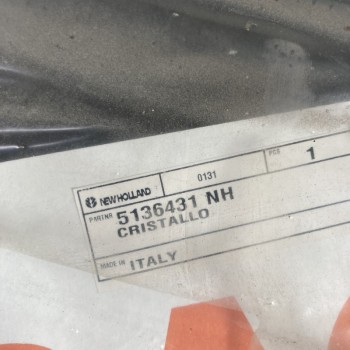 NEW HOLLAND 0131 PCS 1
PART NR 5136431 NH
CRISTALLO
MADE IN ITALY